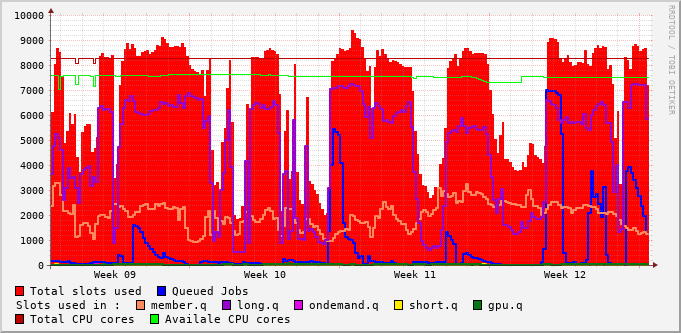 10000
9000
8000
7000
6000
5000
4000
3000
2000
1000
0
Week 09 Week 10 Week 11 Week 12
RRDTOOL / TOBI OETIKER
Total slots used Queued Jobs
Slots used in : member.q long.q ondemand.q short.q gpu.q
Total CPU cores Availale CPU cores